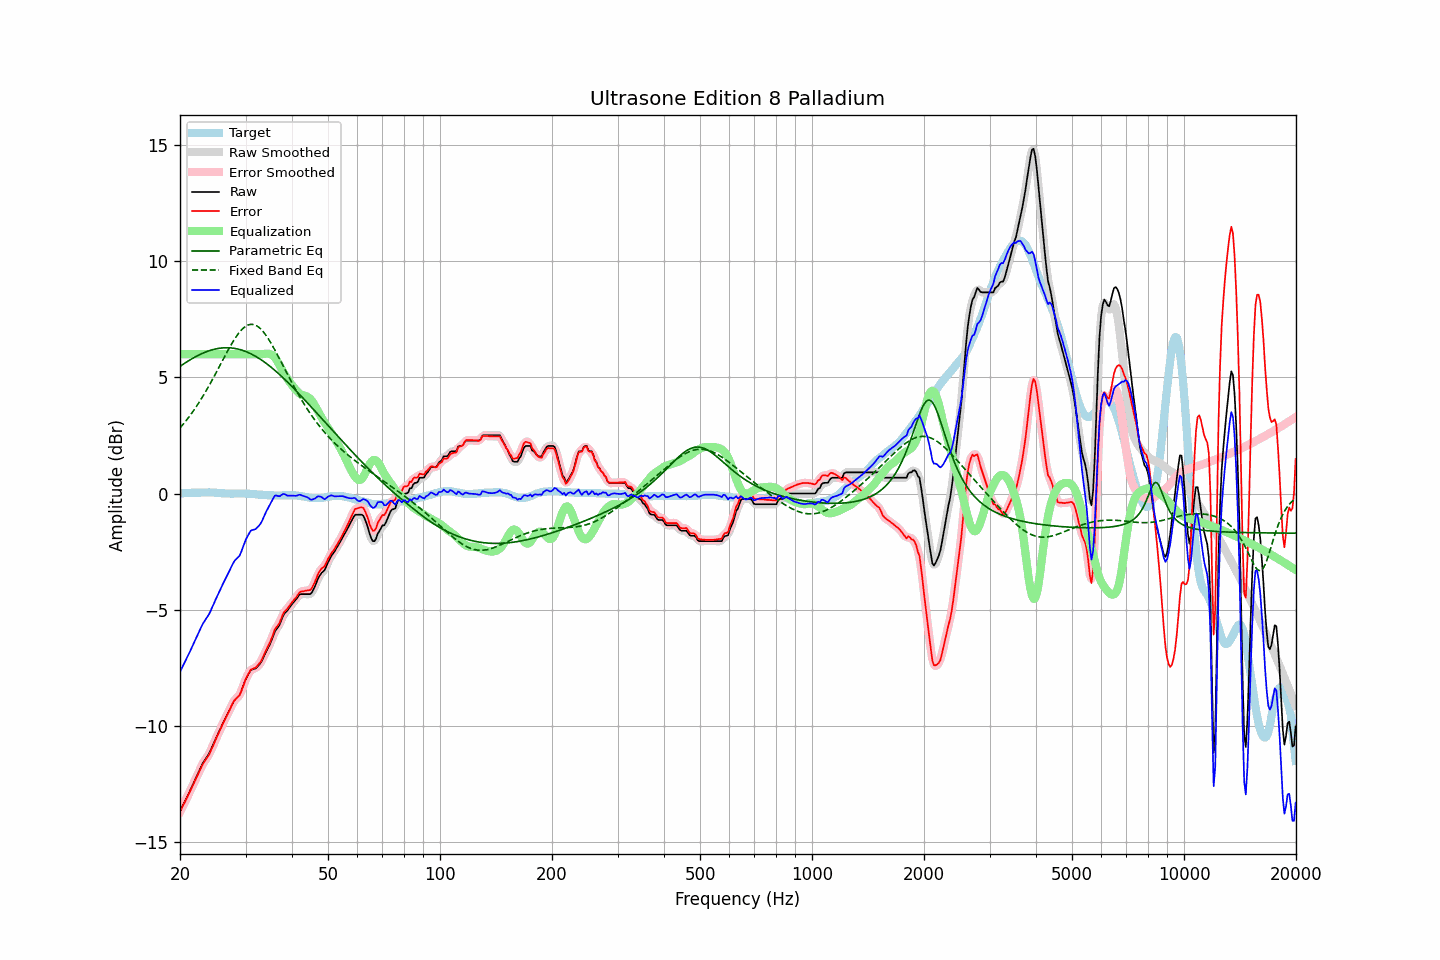 Ultrasone Edition 8 Palladium
Target
Raw Smoothed
Error Smoothed
Raw
Error
Equalization
Parametric Eq
Fixed Band Eq
Equalized
Amplitude (dBr)
15
10
5
0
−5
−10
−15
20
50
100
200
500
1000
2000
5000
10000
20000
Frequency (Hz)